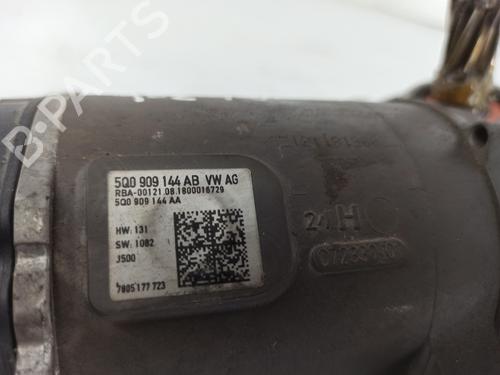 B-PARTS
5Q0 909 144 AB VW AG
RBA-00121.08.1800016729
5Q0 909 144 AA
HW: 131
SW: 1082
J500
7805 177 723
21 H